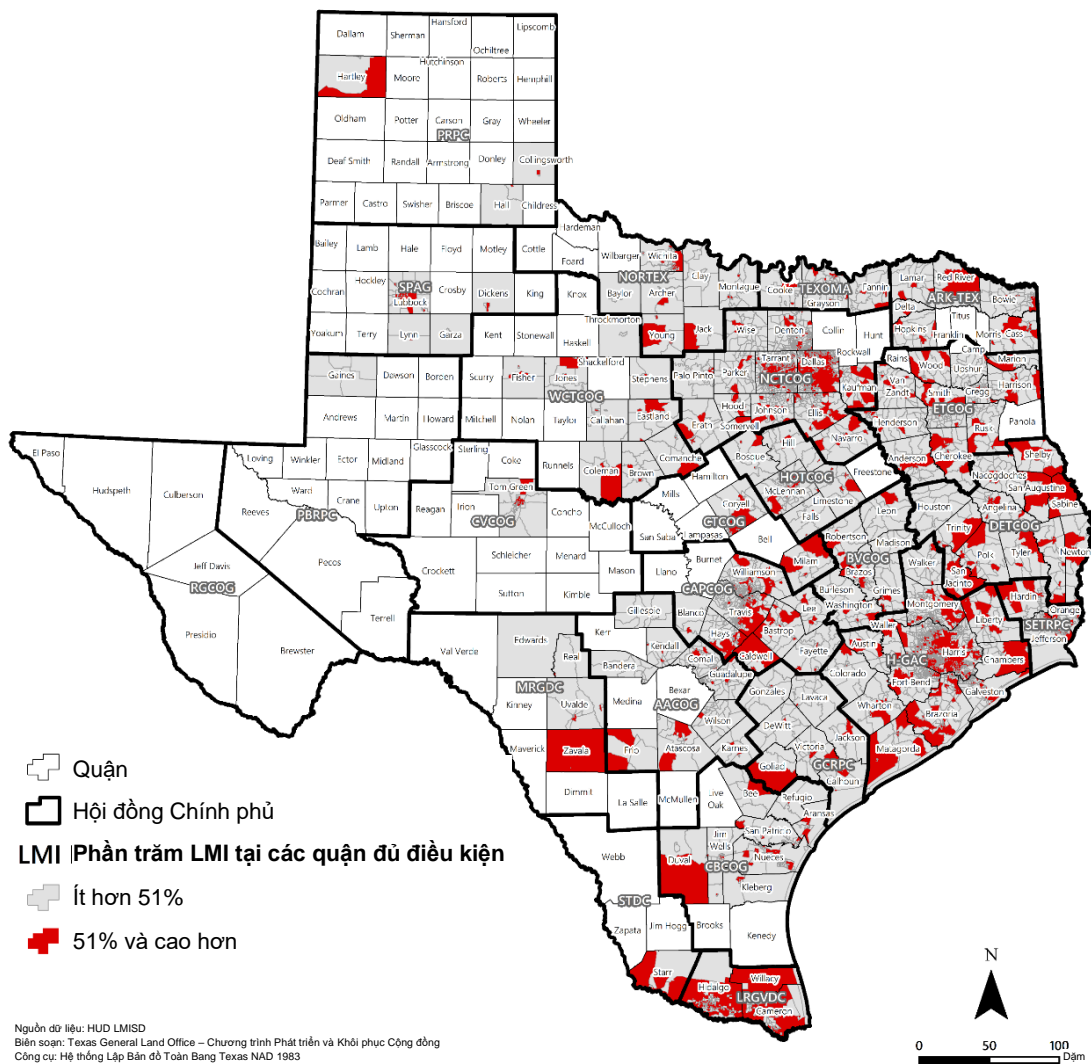 Dallam Sherman Hansford Lipscomb
Ochiltree
Hutchinson
Hartley Moore Roberts Hemphill
Oldham Potter Carson Gray Wheeler
PRPC
Deaf Smith Randall Armstrong Donley Collingsworth
Parmer Castro Swisher Briscoe Hall Childress
Hardeman
Bailey Lamb Hale Floyd Motley Cottle Foard Wilbarger Wichita
NORTEX
Clay Montague Cooke TEXOMA Grayson Fannin Lamar Red River Bowie
ARK-TEX
Cochran Hockley SPAG Lubbock Crosby Dickens King Knox Baylor Archer
Delta Hopkins Franklin Titus Morris Cass
Yoakum Terry Lynn Garza Kent Stonewall Haskell Throckmorton Young Jack Wise Denton Collin Hunt
Rockwall Rains Wood Camp Upshur Marion
Gaines Dawson Borden Scurry Fisher Jones Shackelford Stephens Palo Pinto Parker Tarrant Dallas Kaufman Van Zandt Smith Gregg Harrison
WCTCOG NCTCOG ETCOG
Andrews Martin Howard Mitchell Nolan Taylor Callahan Eastland Erath Hood Somervell Johnson Ellis Navarro Henderson Rusk Panola
El Paso Hudspeth Culberson Loving Winkler Ector Midland Glasscock Sterling Coke Runnels Coleman Brown Comanche Hamilton Bosque Hill Freestone Anderson Cherokee Shelby
Nacogdoches San Augustine
Ward Crane Upton Reagan Irion Tom Green Concho McCulloch Mills Coryell McLennan Limestone HOTCOG Leon Houston Angelina Sabine
Reeves PBRPC CVCOG San Saba Lampasas CTCOG Bell Falls Robertson Madison Trinity DETCOG
Jeff Davis Pecos Crockett Schleicher Menard Mason Llano Burnet Williamson Milam BVCOG Brazos Walker Polk Tyler Newton
RGCOG Sutton Kimble CAPCOG Travis Lee Burleson Grimes Washington San Jacinto Hardin
Presidio Brewster Terrell Val Verde Edwards Real Kerr Gillespie Blanco Hays Bastrop Fayette Montgomery Liberty Orange SETRPC Jefferson
Bandera Kendall Comal Caldwell Guadalupe Austin Waller Harris Chambers H-GAC
MRGDC Kinney Uvalde Medina Bexar AACOG Wilson Gonzales Lavaca Colorado Fort Bend Galveston
Maverick Zavala Frio Atascosa Karnes DeWitt Victoria Jackson Wharton Brazoria Matagorda
GCRPC Goliad Calhoun
Dimmit La Salle McMullen Live Oak Bee Refugio Aransas
Webb Duval Jim Wells San Patricio Nueces CBCOG Kleberg
STDC Zapata Jim Hogg Brooks Kenedy
Starr Hidalgo Willacy LRGVDC Cameron
Quận
Hội đồng Chính phủ
LMI Phần trăm LMI tại các quận đủ điều kiện
Ít hơn 51%
51% và cao hơn
N
Nguồn dữ liệu: HUD LMISD
Biên soạn: Texas General Land Office – Chương trình Phát triển và Khôi phục Cộng đồng
Công cụ: Hệ thống Lập Bản đồ Toàn Bang Texas NAD 1983
0 50 100
Dặm